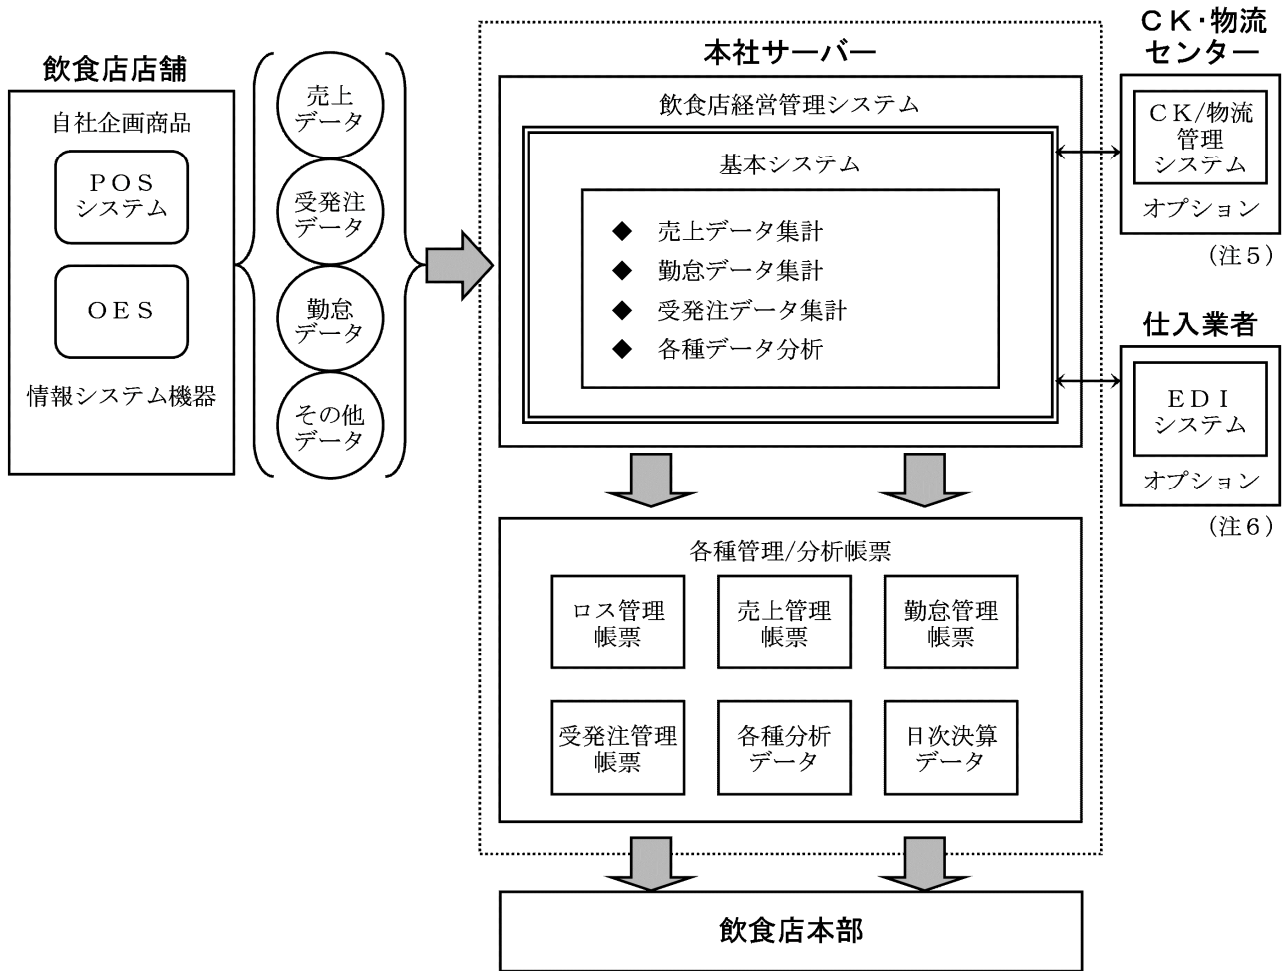 飲食店店舗
自社企画商品
ＰＯＳ
システム
ＯＥＳ
情報システム機器
売上
データ
受発注
データ
勤怠
データ
その他
データ
本社サーバー
飲食店経営管理システム
基本システム
◆ 売上データ集計
◆ 勤怠データ集計
◆ 受発注データ集計
◆ 各種データ分析
ＣＫ・物流
センター
ＣＫ/物流
管理
システム
オプション
（注５）
仕入業者
ＥＤＩ
システム
オプション
（注６）
各種管理/分析帳票
ロス管理
帳票
売上管理
帳票
勤怠管理
帳票
受発注管理
帳票
各種分析
データ
日次決算
データ
飲食店本部